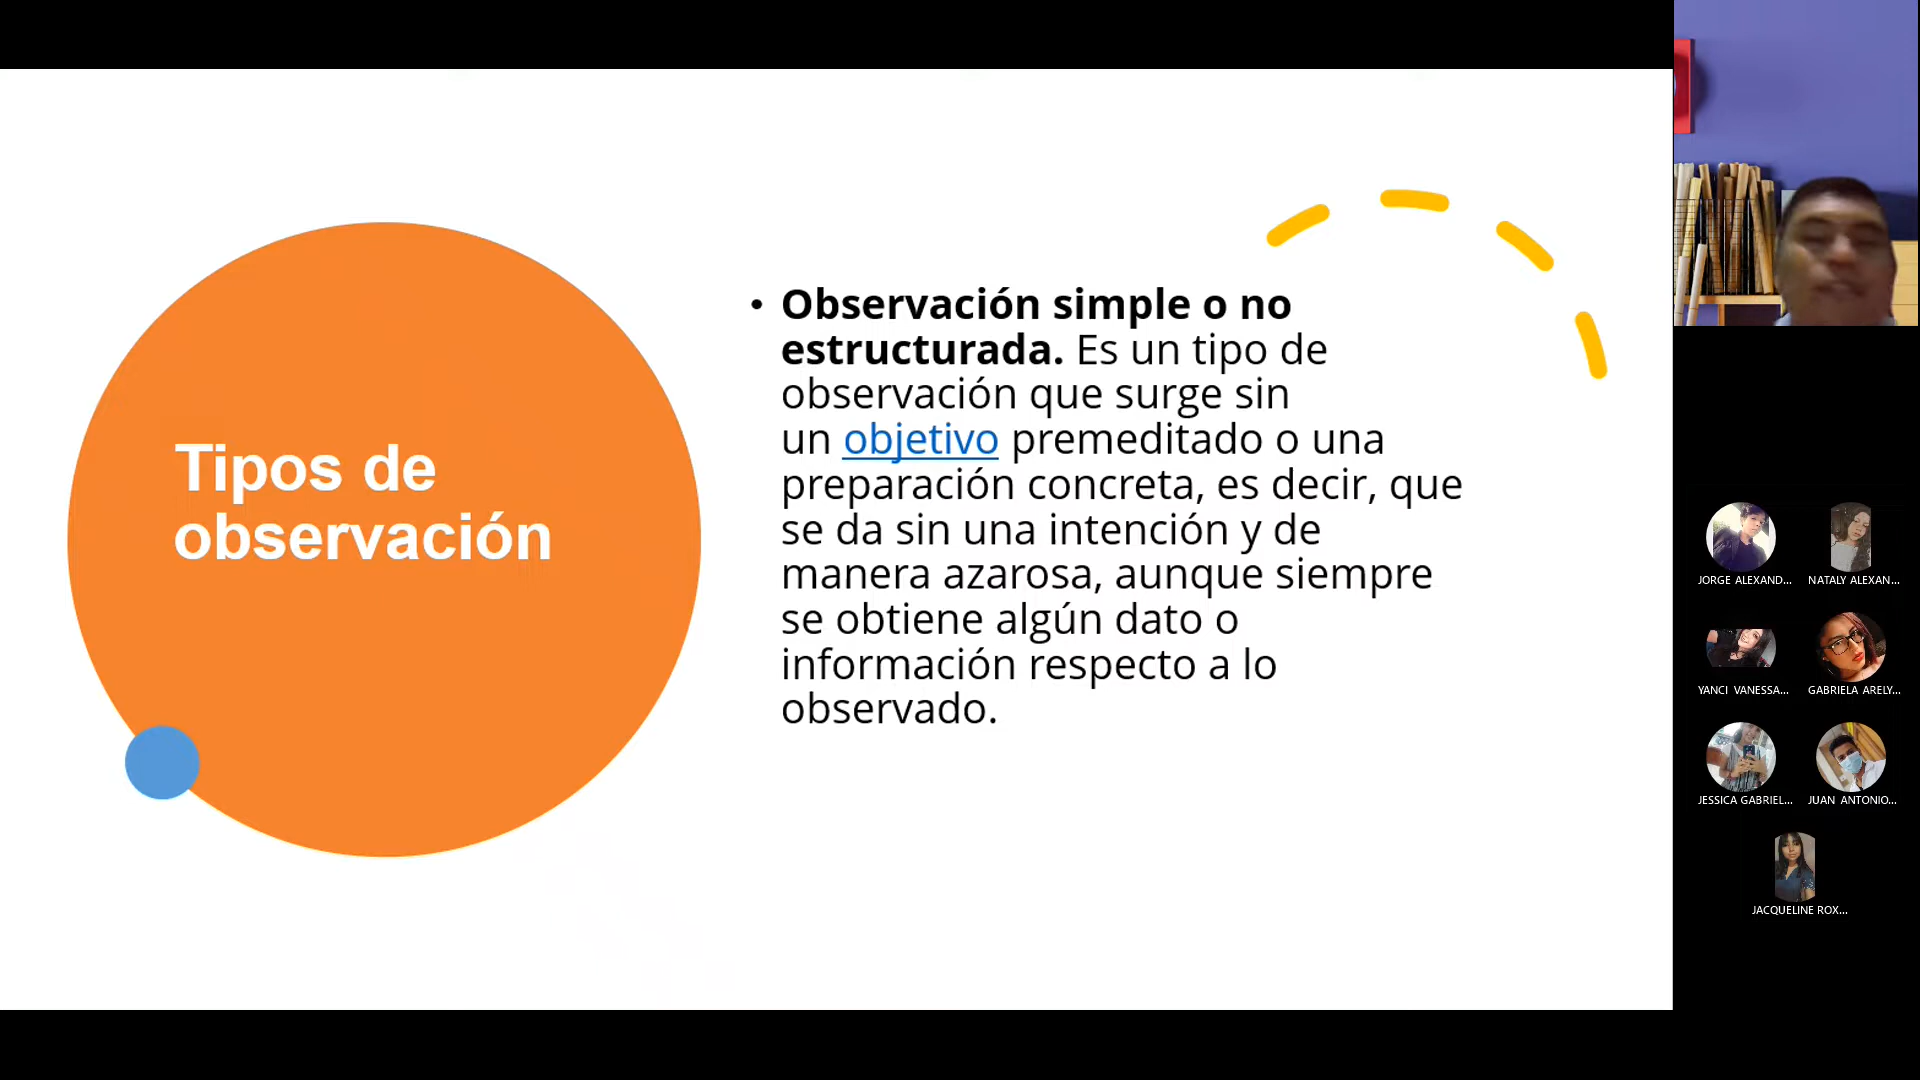 Tipos de
observación
• Observación simple o no
estructurada. Es un tipo de
observación que surge sin
un objetivo premeditado o una
preparación concreta, es decir, que
se da sin una intención y de
manera azarosa, aunque siempre
se obtiene algún dato o
información respecto a lo
observado.
JORGE ALEXAND...
NATALY ALEXAN...
YANCI VANESSA...
GABRIELA ARELY...
JESSICA GABRIEL...
JUAN ANTONIO...
JACQUELINE ROX...